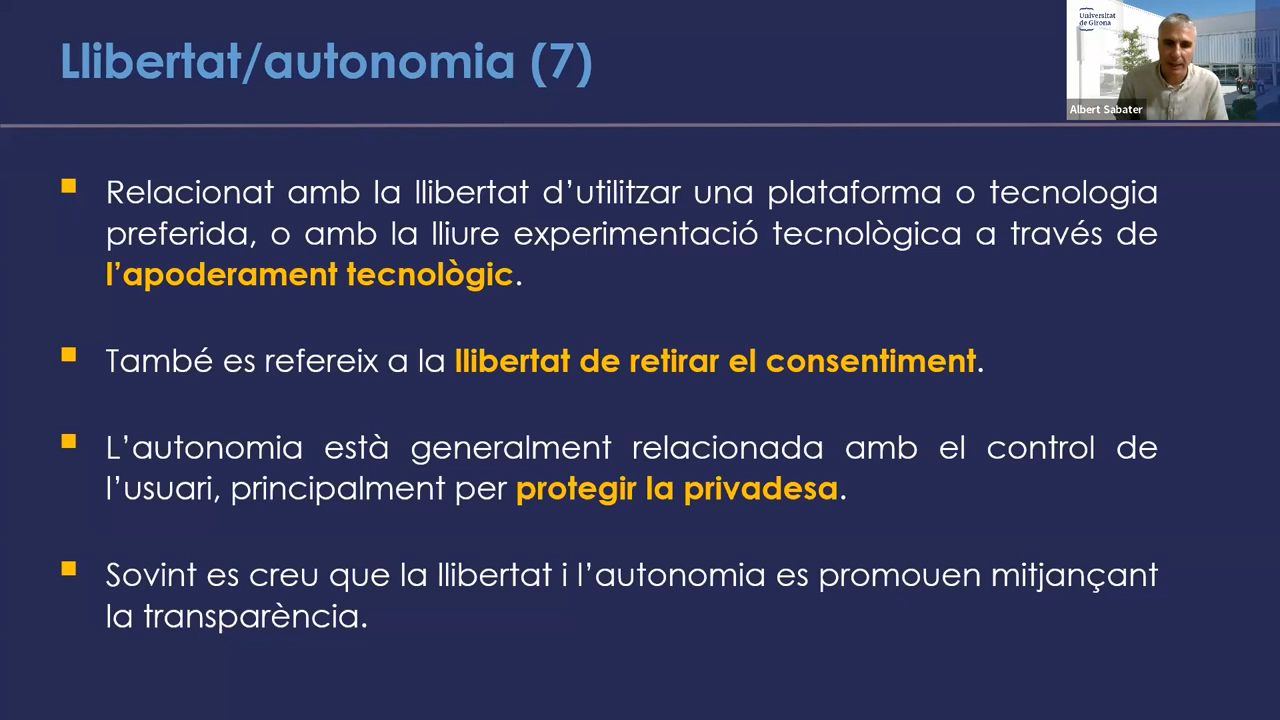 Llibertat/autonomia (7)
Universitat
de Girona
Albert Sabater
Relacionat amb la llibertat d’utilitzar una plataforma o tecnologia
preferida, o amb la lliure experimentació tecnològica a través de
l’apoderament tecnològic.
També es refereix a la llibertat de retirar el consentiment.
L’autonomia està generalment relacionada amb el control de
l’usuari, principalment per protegir la privadesa.
Sovint es creu que la llibertat i l’autonomia es promouen mitjançant
la transparència.